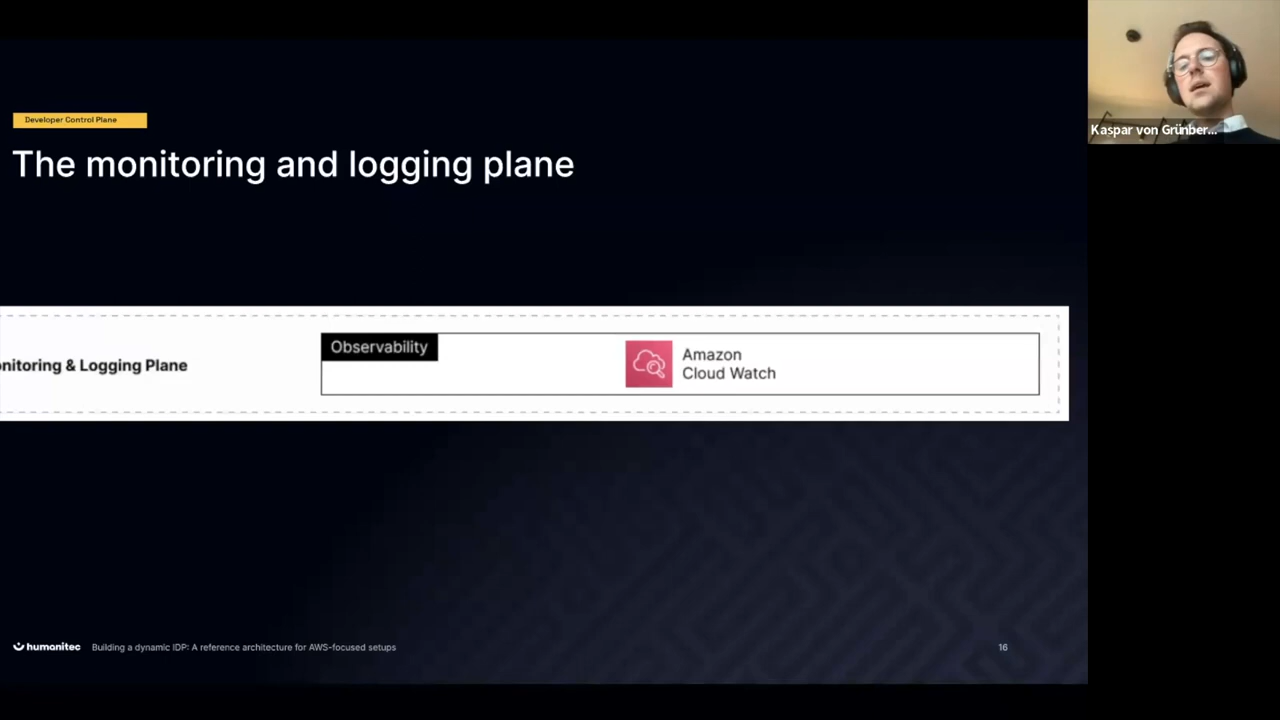 Developer Control Plane
The monitoring and logging plane
onitoring & Logging Plane
Observability
Amazon
Cloud Watch
humanitec
Building a dynamic IDP: A reference architecture for AWS-focused setups
16
Kaspar von Grünber...